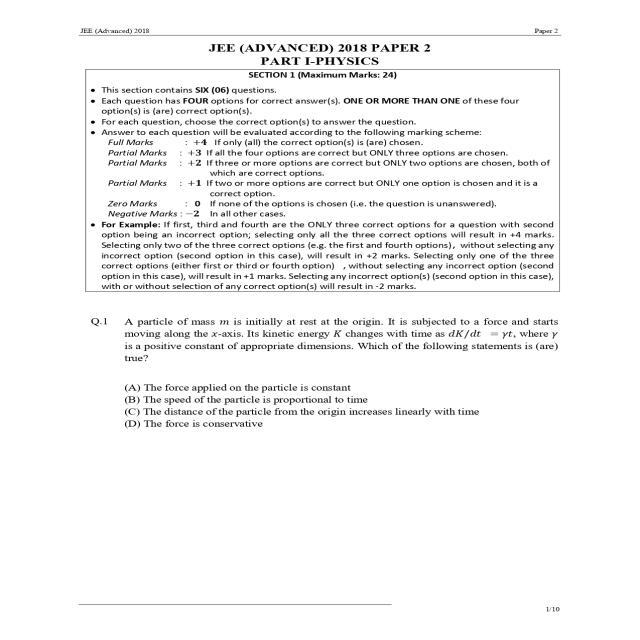 JEE (Advanced) 2018 Paper 2
JEE (ADVANCED) 2018 PAPER 2
PART I-PHYSICS
SECTION 1 (Maximum Marks: 24)
• This section contains SIX (06) questions.
• Each question has FOUR options for correct answer(s). ONE OR MORE THAN ONE of these four
option(s) is (are) correct option(s).
• For each question, choose the correct option(s) to answer the question.
• Answer to each question will be evaluated according to the following marking scheme:
Full Marks : +4 If only (all) the correct option(s) is (are) chosen.
Partial Marks : +3 If all the four options are correct but ONLY three options are chosen.
Partial Marks : +2 If three or more options are correct but ONLY two options are chosen, both of
which are correct options.
Partial Marks : +1 If two or more options are correct but ONLY one option is chosen and it is a
correct option.
Zero Marks : 0 If none of the options is chosen (i.e. the question is unanswered).
Negative Marks : −2 In all other cases.
• For Example: If first, third and fourth are the ONLY three correct options for a question with second
option being an incorrect option; selecting only all the three correct options will result in +4 marks.
Selecting only two of the three correct options (e.g. the first and fourth options), without selecting any
incorrect option (second option in this case), will result in +2 marks. Selecting only one of the three
correct options (either first or third or fourth option) , without selecting any incorrect option (second
option in this case), will result in +1 marks. Selecting any incorrect option(s) (second option in this case),
with or without selection of any correct option(s) will result in -2 marks.
Q.1 A particle of mass m is initially at rest at the origin. It is subjected to a force and starts
moving along the x-axis. Its kinetic energy K changes with time as dK/dt = γt, where γ
is a positive constant of appropriate dimensions. Which of the following statements is (are)
true?
(A) The force applied on the particle is constant
(B) The speed of the particle is proportional to time
(C) The distance of the particle from the origin increases linearly with time
(D) The force is conservative
1/10